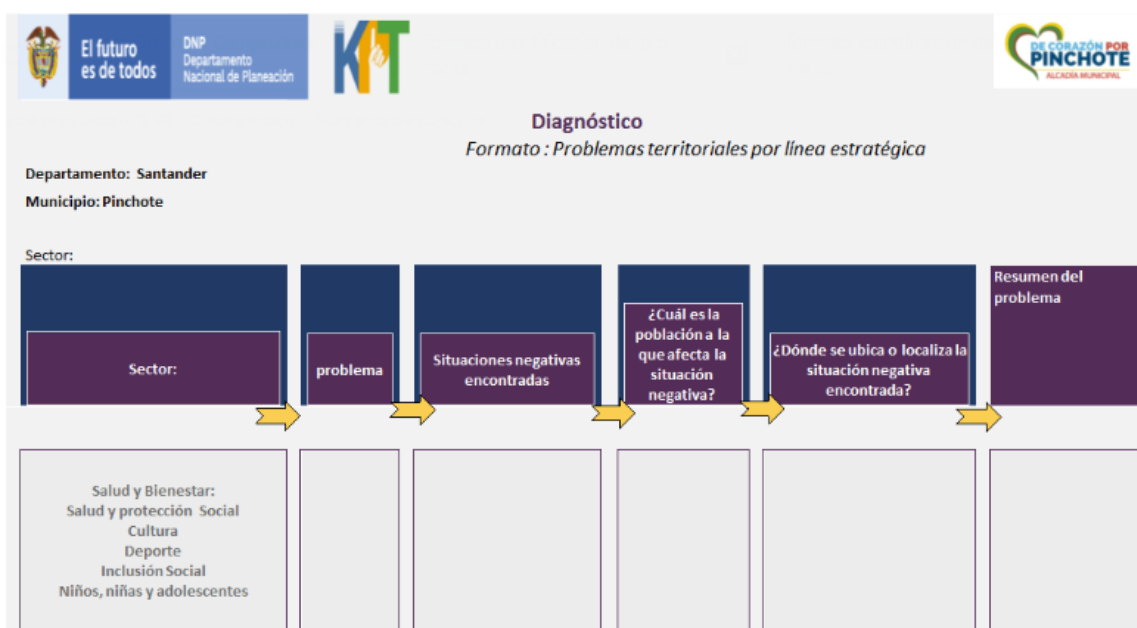 El futuro
es de todos
DNP
Departamento
Nacional de Planeación
KPT
DE CORAZÓN POR
PINCHOTE
ALCADÍA MUNICIPAL
Diagnóstico
Formato : Problemas territoriales por línea estratégica
Departamento: Santander
Municipio: Pinchote
Sector:
Sector:
problema
Situaciones negativas
encontradas
¿Cuál es la
población a la
que afecta la
situación
negativa?
¿Dónde se ubica o localiza la
situación negativa
encontrada?
Resumen del
problema
Salud y Bienestar:
Salud y protección Social
Cultura
Deporte
Inclusión Social
Niños, niñas y adolescentes